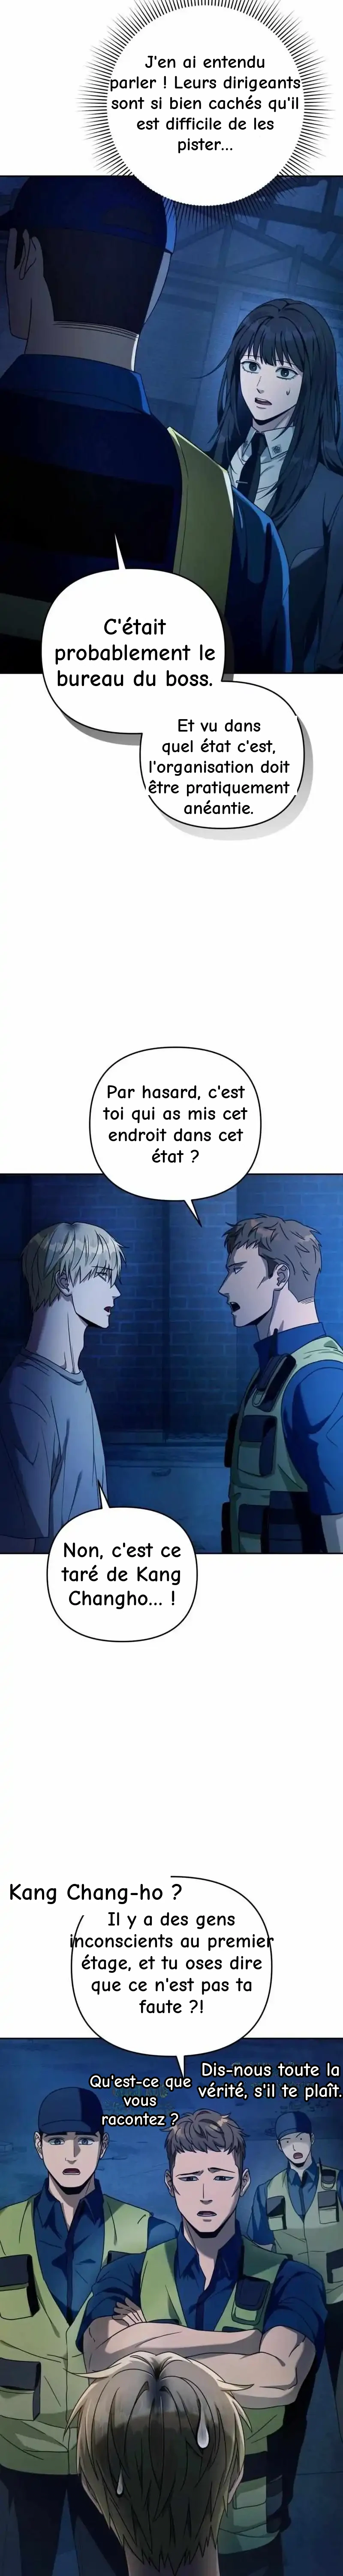 J'en ai entendu
parler ! Leurs dirigeants
sont si bien cachés qu'il
est difficile de les
pister...
C'était
probablement le
bureau du boss.
Et vu dans
quel état c'est,
l'organisation doit
être pratiquement
anéantie.
Par hasard, c'est
toi qui as mis cet
endroit dans cet
état ?
Non, c'est ce
taré de Kang
Changho... !
Kang Chang-ho ?
Il y a des gens
inconscients au premier
étage, et tu oses dire
que ce n'est pas ta
faute ?!
Qu'est-ce que
vous
racontez ?
Dis-nous toute la
vérité, s'il te plaît.